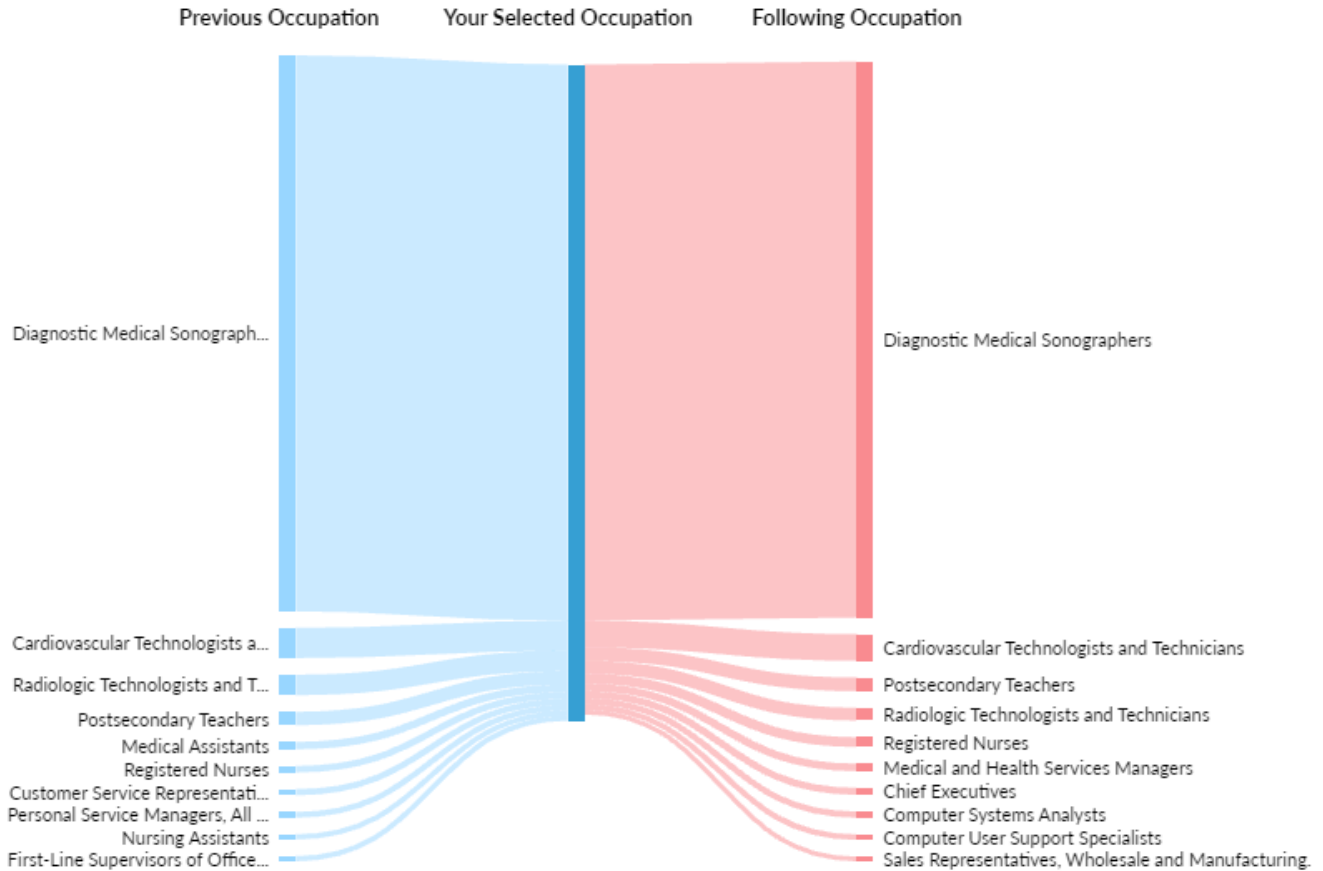 Previous Occupation
Your Selected Occupation
Following Occupation
Diagnostic Medical Sonograph...
Cardiovascular Technologists a...
Radiologic Technologists and T...
Postsecondary Teachers
Medical Assistants
Registered Nurses
Customer Service Representati...
Personal Service Managers, All ...
Nursing Assistants
First-Line Supervisors of Office...
Diagnostic Medical Sonographers
Cardiovascular Technologists and Technicians
Postsecondary Teachers
Radiologic Technologists and Technicians
Registered Nurses
Medical and Health Services Managers
Chief Executives
Computer Systems Analysts
Computer User Support Specialists
Sales Representatives, Wholesale and Manufacturing.